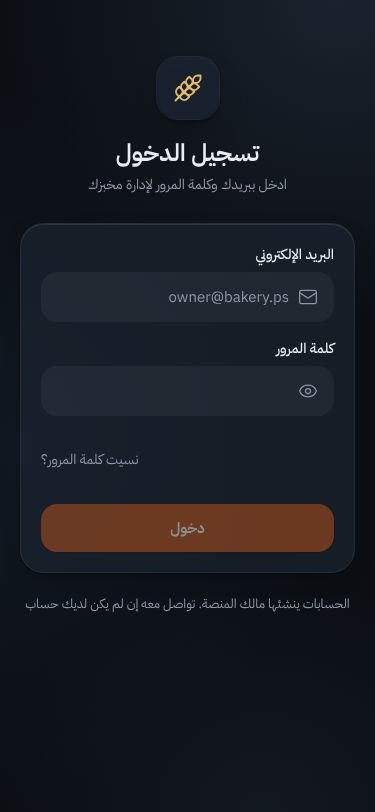 تسجيل الدخول
ادخل ببريدك وكلمة المرور لإدارة مخبزك
البريد الإلكتروني
owner@bakery.ps
كلمة المرور
نسيت كلمة المرور؟
دخول
الحسابات ينشئها مالك المنصة. تواصل معه إن لم يكن لديك حساب